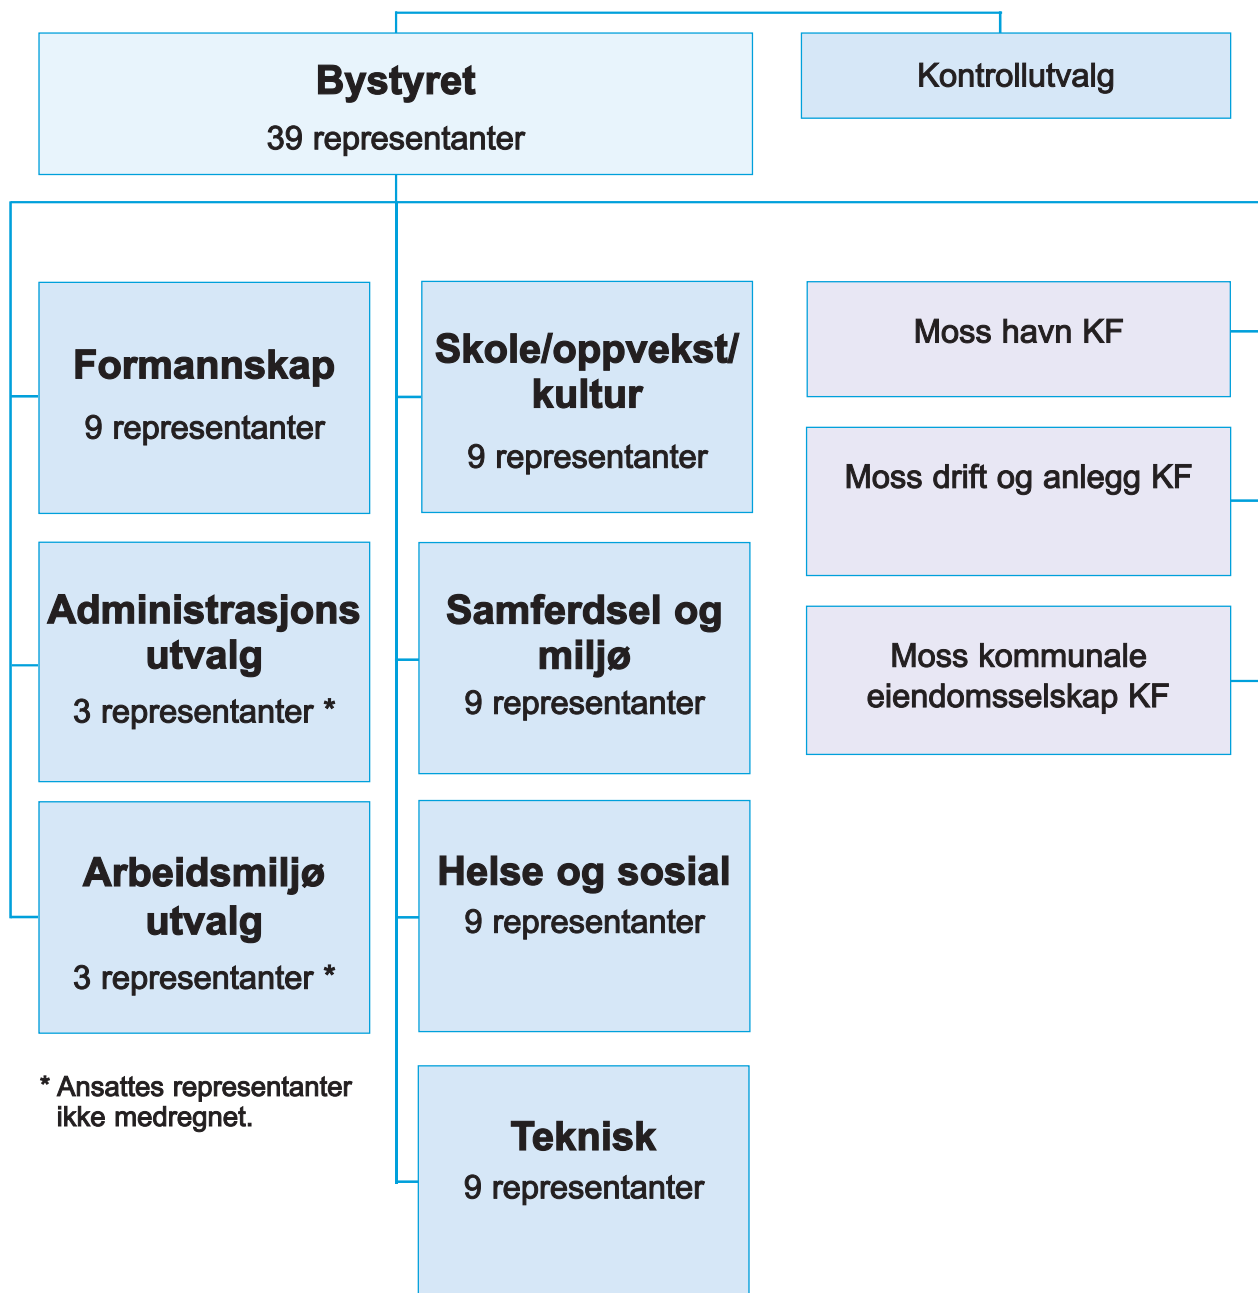 Bystyret
39 representanter
Kontrollutvalg
Formannskap
9 representanter
Administrasjons
utvalg
3 representanter *
Arbeidsmiljø
utvalg
3 representanter *
* Ansattes representanter
ikke medregnet.
Skole/oppvekst/
kultur
9 representanter
Samferdsel og
miljø
9 representanter
Helse og sosial
9 representanter
Teknisk
9 representanter
Moss havn KF
Moss drift og anlegg KF
Moss kommunale
eiendomsselskap KF